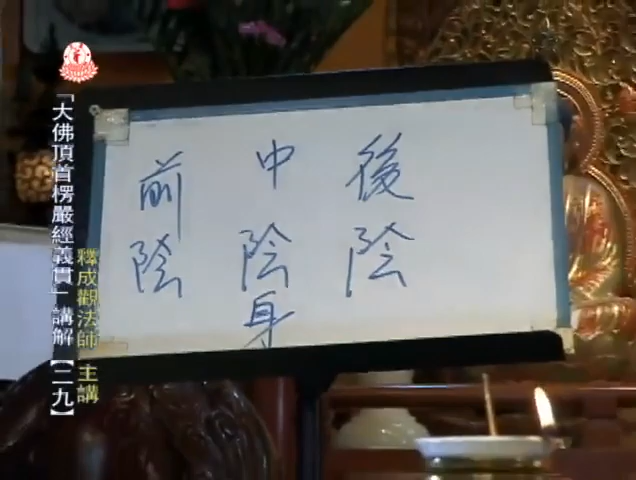 「大佛頂首楞嚴經義貫」講解【二九】
釋成觀法師 主講
前陰
中陰身
後陰